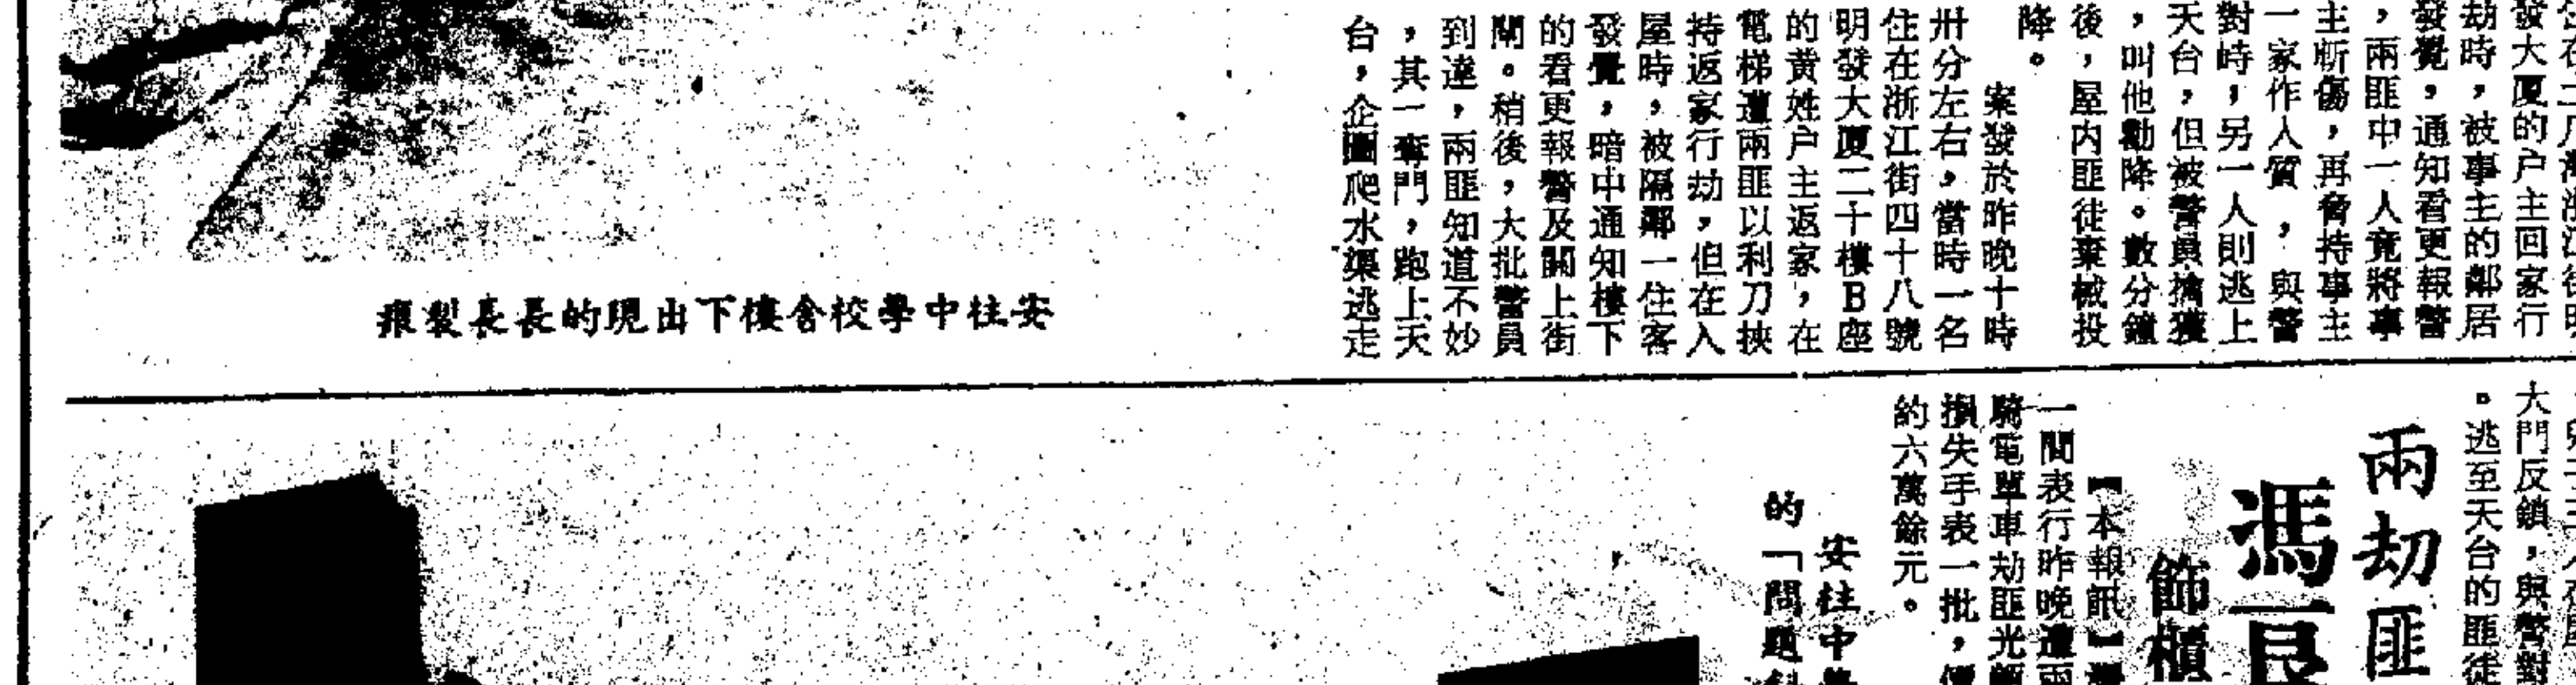 發大厦的户主回家行
劫時，被事主的鄰居
發覺，通知看更報警
，兩匪中一人竟將事
主斬傷，再脅持事主
一家作人質，與警
對峙，另一人則逃上
天台，但被警員擒獲
，叫他勸降。數分鐘
後，屋内匪徒棄械投
降。
案發於昨晚十時
卅分左右，當時一名
住在浙江街四十八號
明發大厦二十樓B座
的黄姓户主返家，在
電梯遭兩匪以利刀挾
持返家行劫，但在入
屋時，被隔鄰一住客
發覺，暗中通知樓下
的看更報警及關上街
閘。稍後，大批警員
到達，兩匪知道不妙
，其一奪門，跑上天
台，企圖爬水渠逃走
安柱中學校舍樓下出現的長長裂痕
大門反鎖，與警對
。逃至天台的匪徒
兩劫匪
馮
飾櫃
【本報訊】
一間表行昨晚遭兩
騎電單車劫匪光
損失手表一批，
約六萬餘元。
安柱中
的「問題